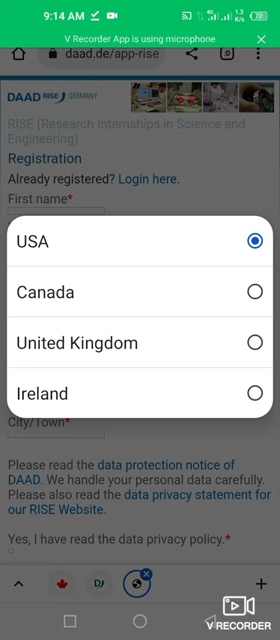 9:14 AM
4G
1.3
K/s
V Recorder App is using microphone
daad.de/app-rise
:D
DAAD RISE GERMANY
RISE (Research Internships in Science and
Engineering)
Registration
Already registered? Login here.
First name*
USA
Canada
United Kingdom
Ireland
City/Town*
Please read the data protection notice of
DAAD. We handle your personal data carefully.
Please also read the data privacy statement for
our RISE Website.
Yes, I have read the data privacy policy.*
V RECORDER